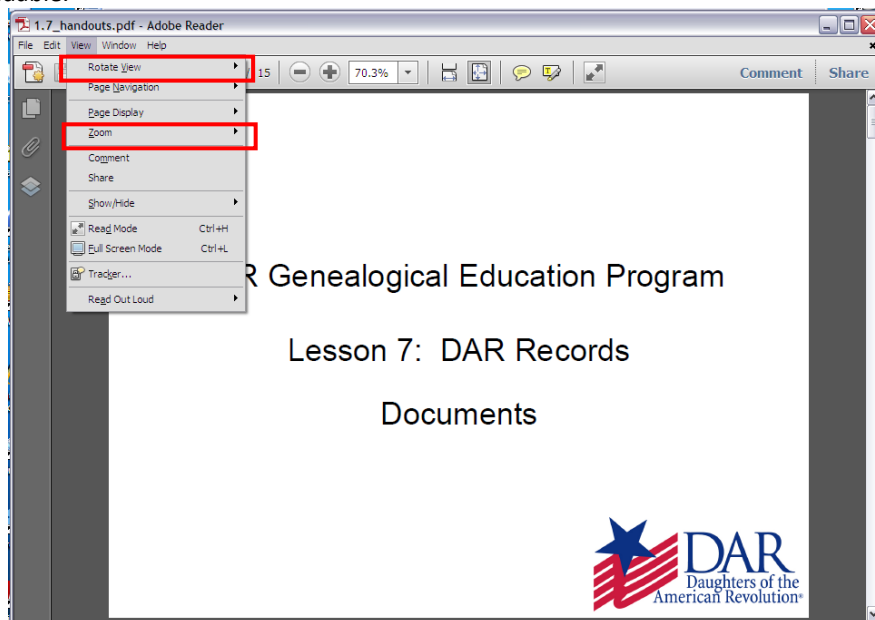 1.7_handouts.pdf - Adobe Reader
File Edit View Window Help
Rotate View
15 70.3% Comment Share
Page Navigation
Page Display
Zoom
Comment
Share
Show/Hide
Read Mode Ctrl+H
Full Screen Mode Ctrl+L
Tracker...
Read Out Loud
R Genealogical Education Program
Lesson 7: DAR Records
Documents
DAR
Daughters of the
American Revolution®